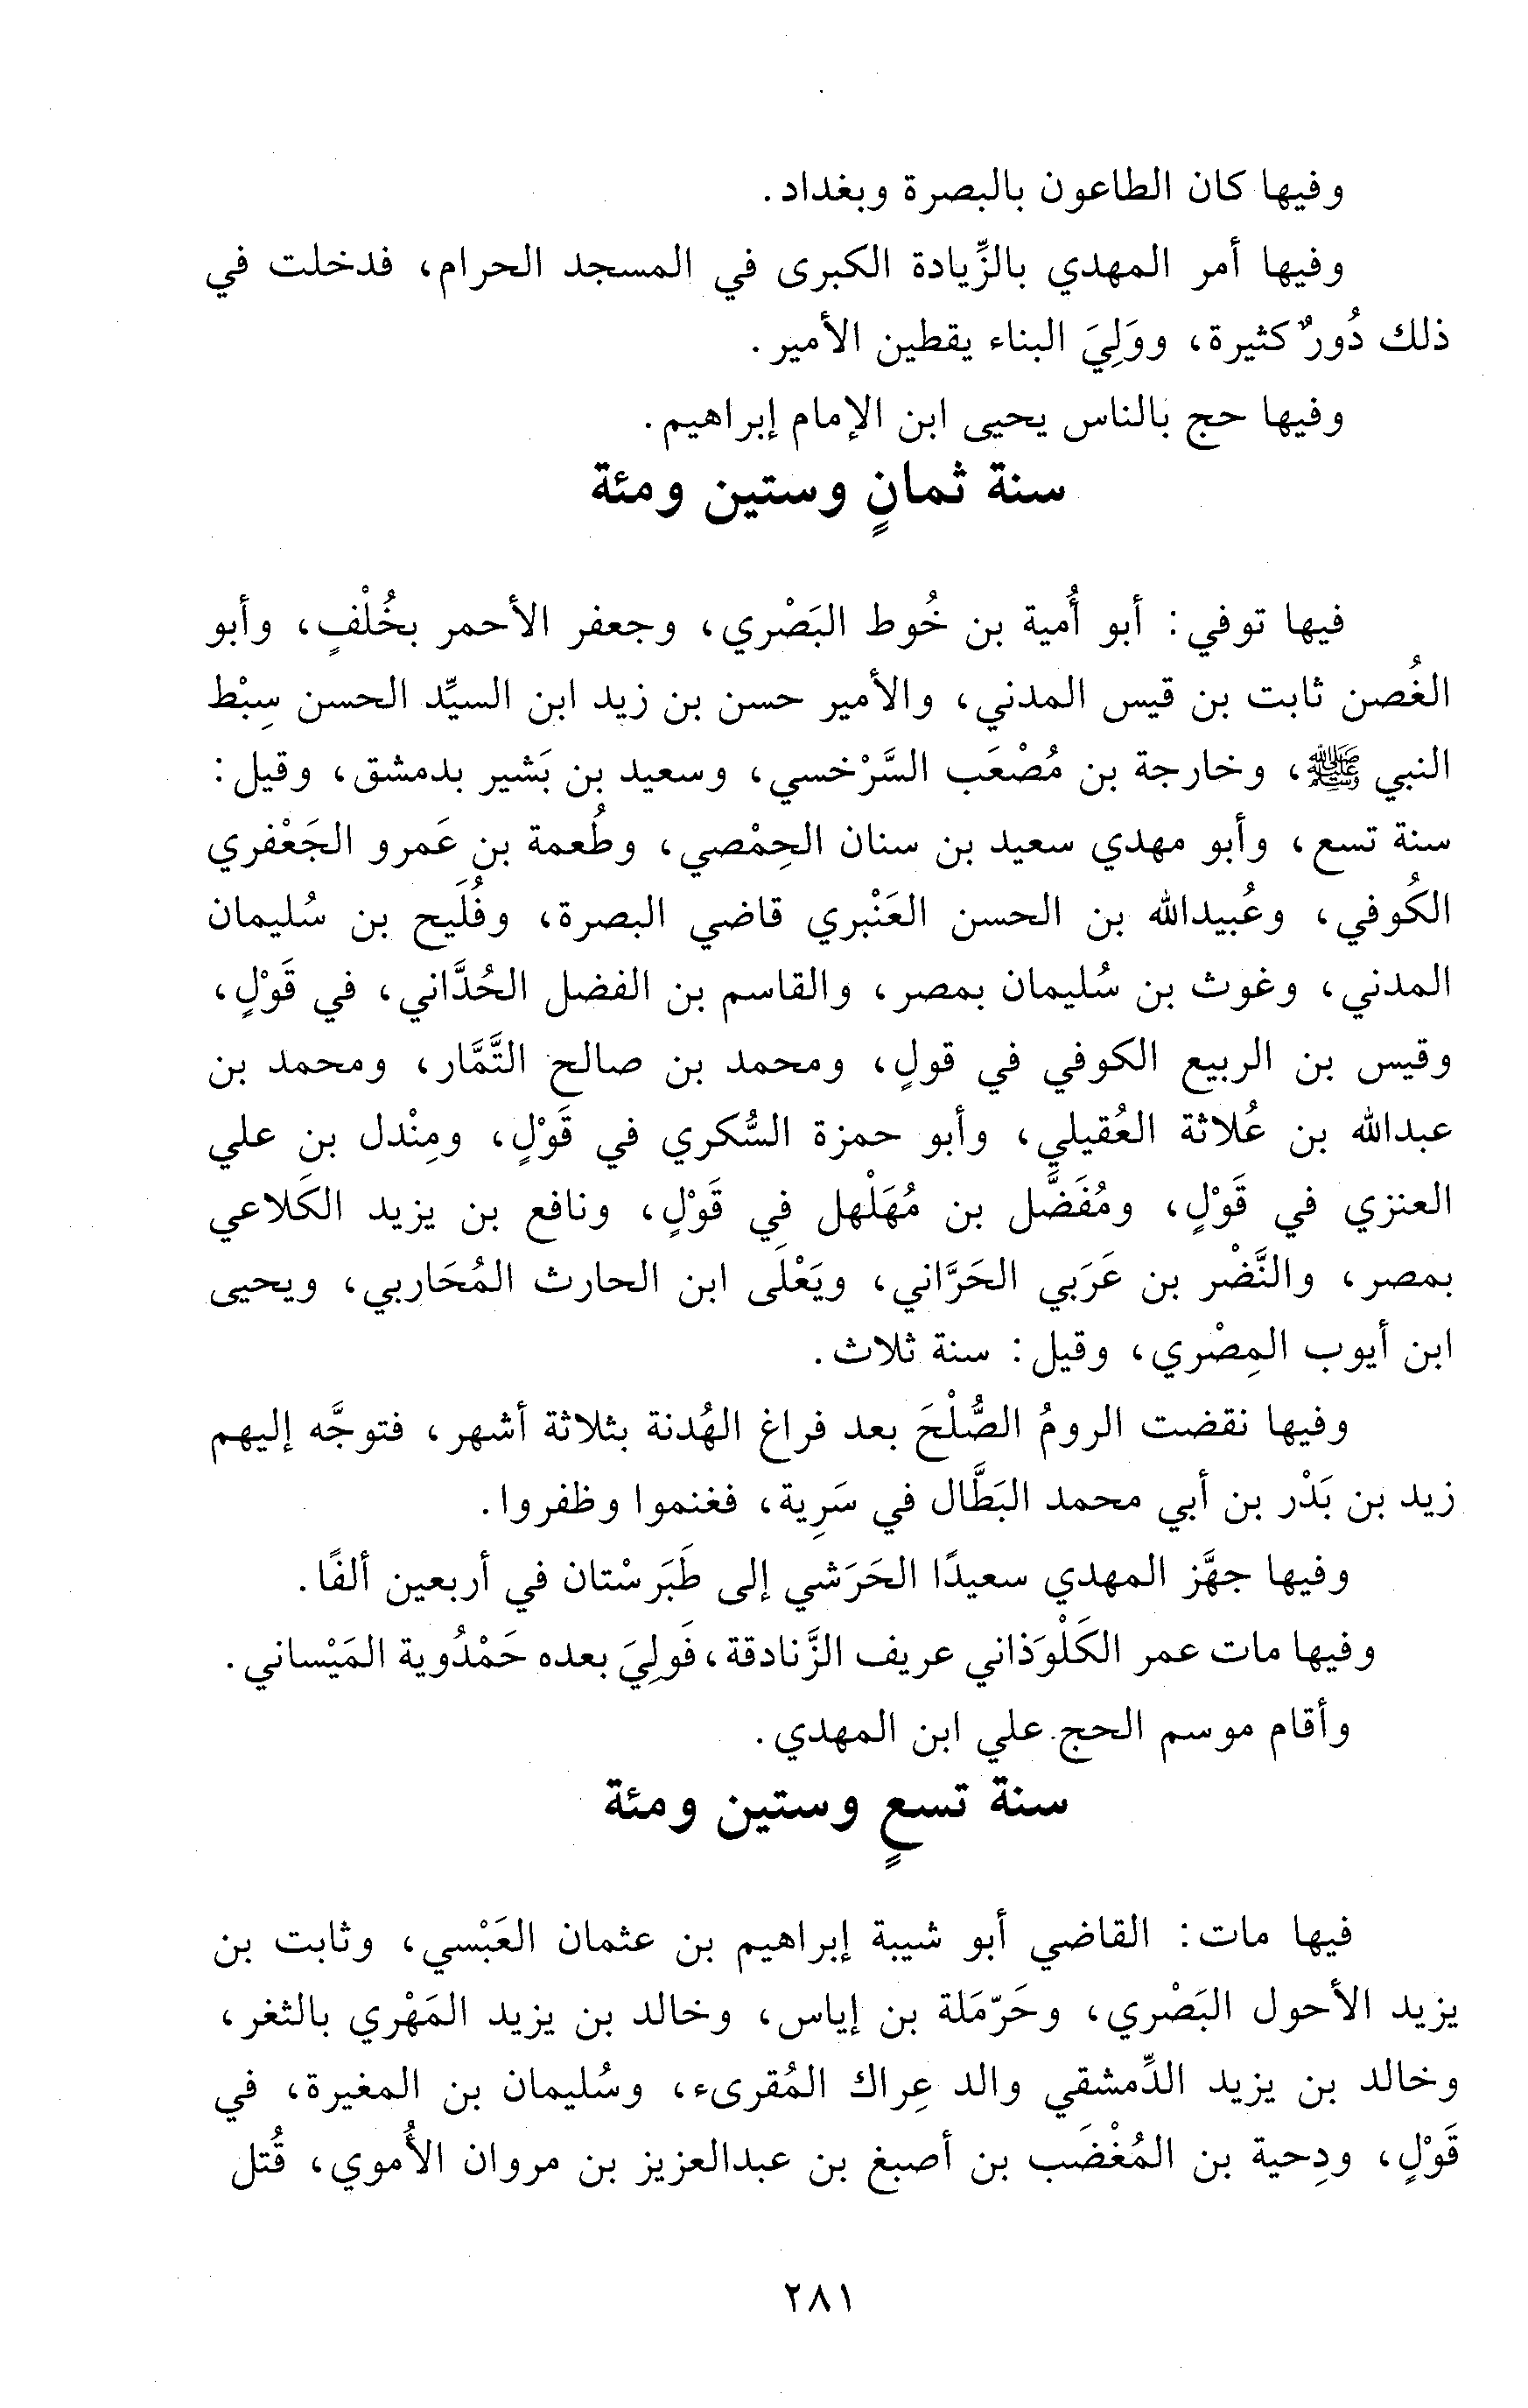 وفيها كان الطاعون بالبصرة وبغداد.
وفيها أمر المهدي بالزِّيادة الكبرى في المسجد الحرام، فدخلت في
ذلك دُورٌ كثيرة، ووَلِيَ البناء يقطين الأمير.
وفيها حج بالناس يحيى ابن الإمام إبراهيم.
سنة ثمانٍ وستين ومئة
فيها توفي: أبو أُمية بن خُوط البَصْري، وجعفر الأحمر بخُلْفٍ، وأبو
الغُصن ثابت بن قيس المدني، والأمير حسن بن زيد ابن السيِّد الحسن سِبْط
النبي ﷺ، وخارجة بن مُصْعَب السَّرْخسي، وسعيد بن بَشير بدمشق، وقيل:
سنة تسع، وأبو مهدي سعيد بن سنان الحِمْصي، وطُعمة بن عَمرو الجَعْفري
الكُوفي، وعُبيدالله بن الحسن العَنْبري قاضي البصرة، وفُلَيح بن سُليمان
المدني، وغوث بن سُليمان بمصر، والقاسم بن الفضل الحُدَّاني، في قَوْلٍ،
وقيس بن الربيع الكوفي في قولٍ، ومحمد بن صالح التَّمَّار، ومحمد بن
عبدالله بن عُلاثة العُقيلي، وأبو حمزة السُّكري في قَوْلٍ، ومِنْدل بن علي
العنزي في قَوْلٍ، ومُفَضَّل بن مُهَلْهل في قَوْلٍ، ونافع بن يزيد الكَلاعي
بمصر، والنَّضْر بن عَرَبي الحَرَّاني، ويَعْلَى ابن الحارث المُحَاربي، ويحيى
ابن أيوب المِصْري، وقيل: سنة ثلاث.
وفيها نقضت الرومُ الصُّلْحَ بعد فراغ الهُدنة بثلاثة أشهر، فتوجَّه إليهم
زيد بن بَدْر بن أبي محمد البَطَّال في سَرِية، فغنموا وظفروا.
وفيها جهَّز المهدي سعيدًا الحَرَشي إلى طَبَرسْتان في أربعين ألفًا.
وفيها مات عمر الكَلْوَذاني عريف الزَّنادقة، فَولِيَ بعده حَمْدُوية المَيْساني.
وأقام موسم الحج علي ابن المهدي.
سنة تسعٍ وستين ومئة
فيها مات: القاضي أبو شيبة إبراهيم بن عثمان العَبْسي، وثابت بن
يزيد الأحول البَصْري، وحَرّمَلة بن إياس، وخالد بن يزيد المَهْري بالثغر،
وخالد بن يزيد الدِّمشقي والد عِراك المُقرىء، وسُليمان بن المغيرة، في
قَوْلٍ، ودِحية بن المُغْضَب بن أصبغ بن عبدالعزيز بن مروان الأُموي، قُتل
٢٨١